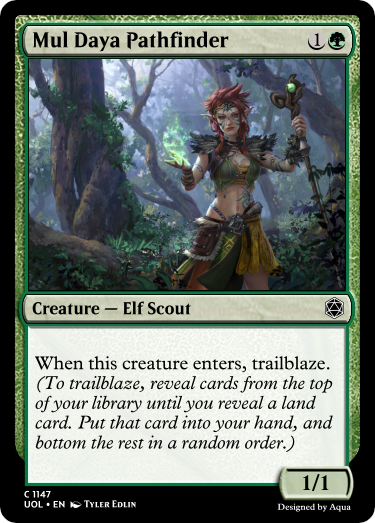 Mul Daya Pathfinder 1
Creature — Elf Scout
When this creature enters, trailblaze.
(To trailblaze, reveal cards from the top
of your library until you reveal a land
card. Put that card into your hand, and
bottom the rest in a random order.)
1/1
C 1147
UOL • EN Tyler Edlin
Designed by Aqua